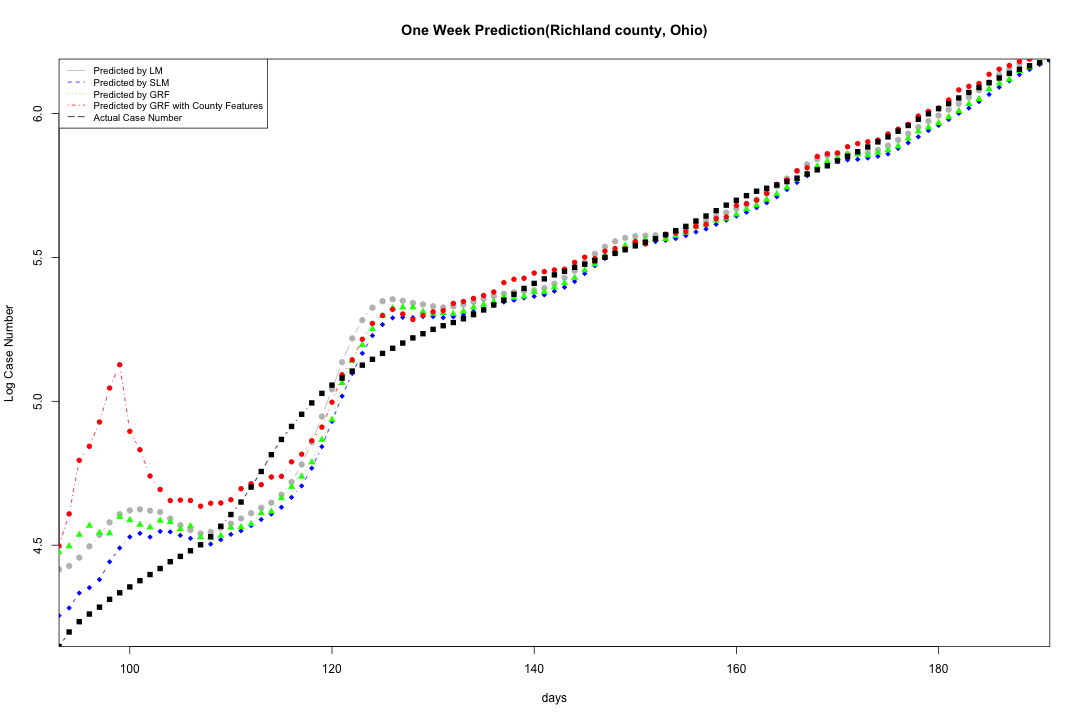 One Week Prediction(Richland county, Ohio)
Predicted by LM
Predicted by SLM
Predicted by GRF
Predicted by GRF with County Features
Actual Case Number
6.0
5.5
5.0
4.5
Log Case Number
100 120 140 160 180
days